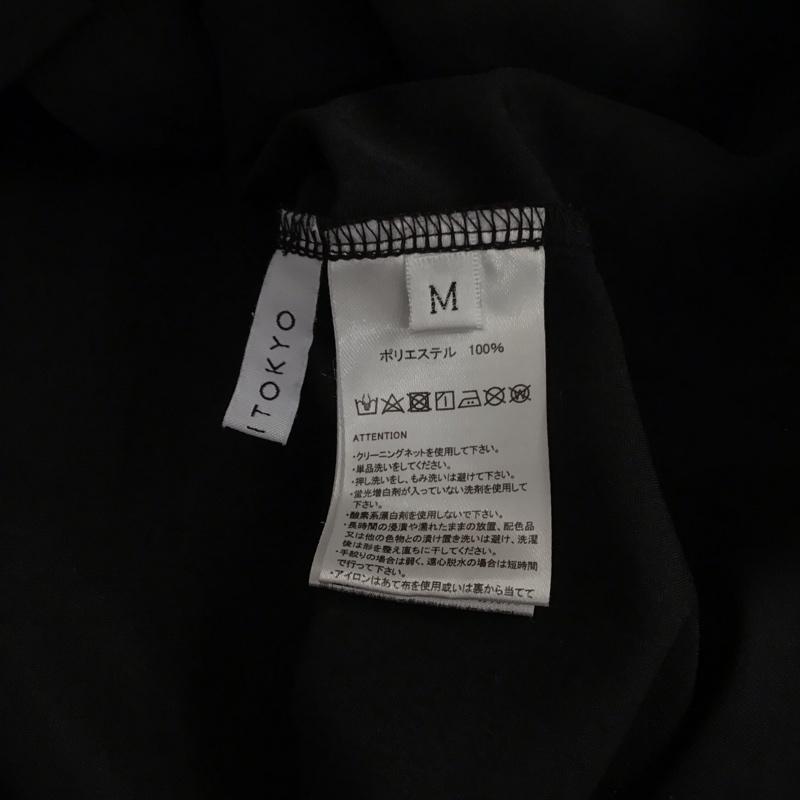 ITOKYO
M
ポリエステル 100%
ATTENTION
・クリーニングネットを使用して下さい。
・単品洗いをしてください。
・押し洗いをし、もみ洗いは避けて下さい。
・蛍光増白剤が入っていない洗剤を使用して
下さい。
・酸素系漂白剤を使用しないで下さい。
・長時間の浸漬や濡れたままの放置、配色品
又は他の色物との漬け置き洗いは避け、洗濯
後は形を整え直ちに干してください。
・手絞りの場合は弱く、遠心脱水の場合は短時間
で行って下さい。
・アイロンはあて布を使用或いは裏から当てて